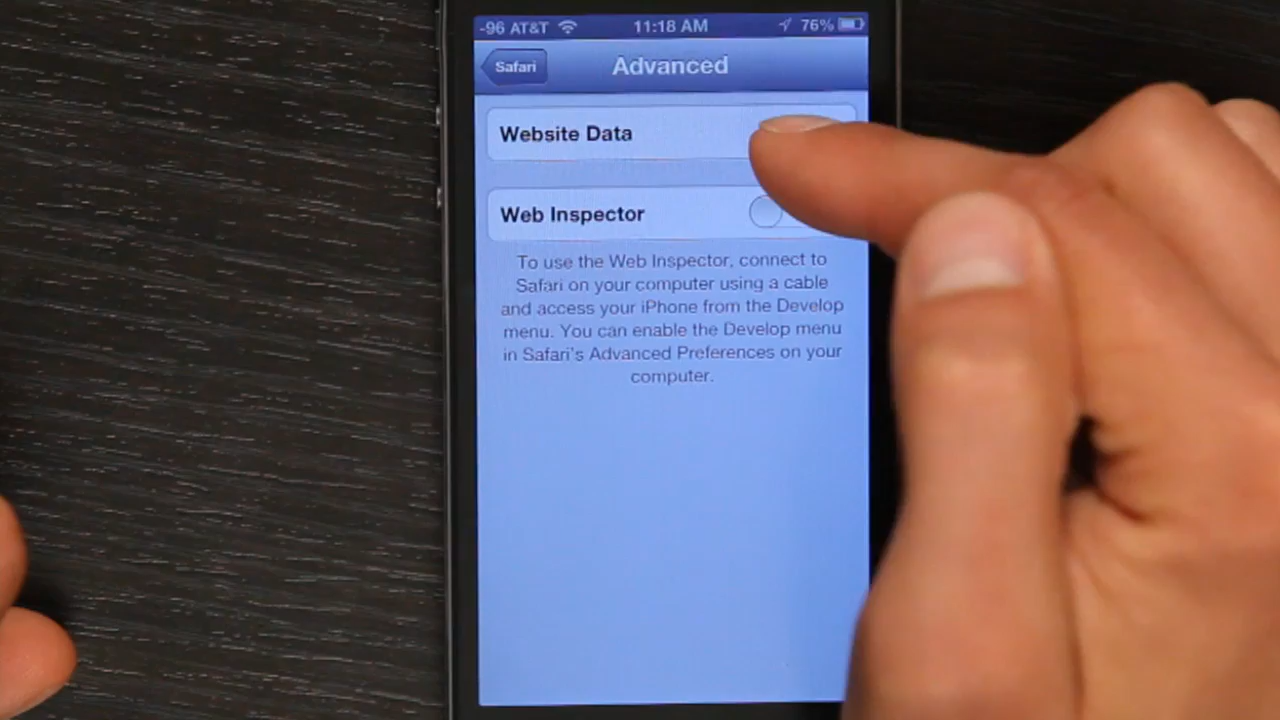 -96 AT&T 11:18 AM 76%
Safari Advanced
Website Data
Web Inspector
To use the Web Inspector, connect to
Safari on your computer using a cable
and access your iPhone from the Develop
menu. You can enable the Develop menu
in Safari's Advanced Preferences on your
computer.